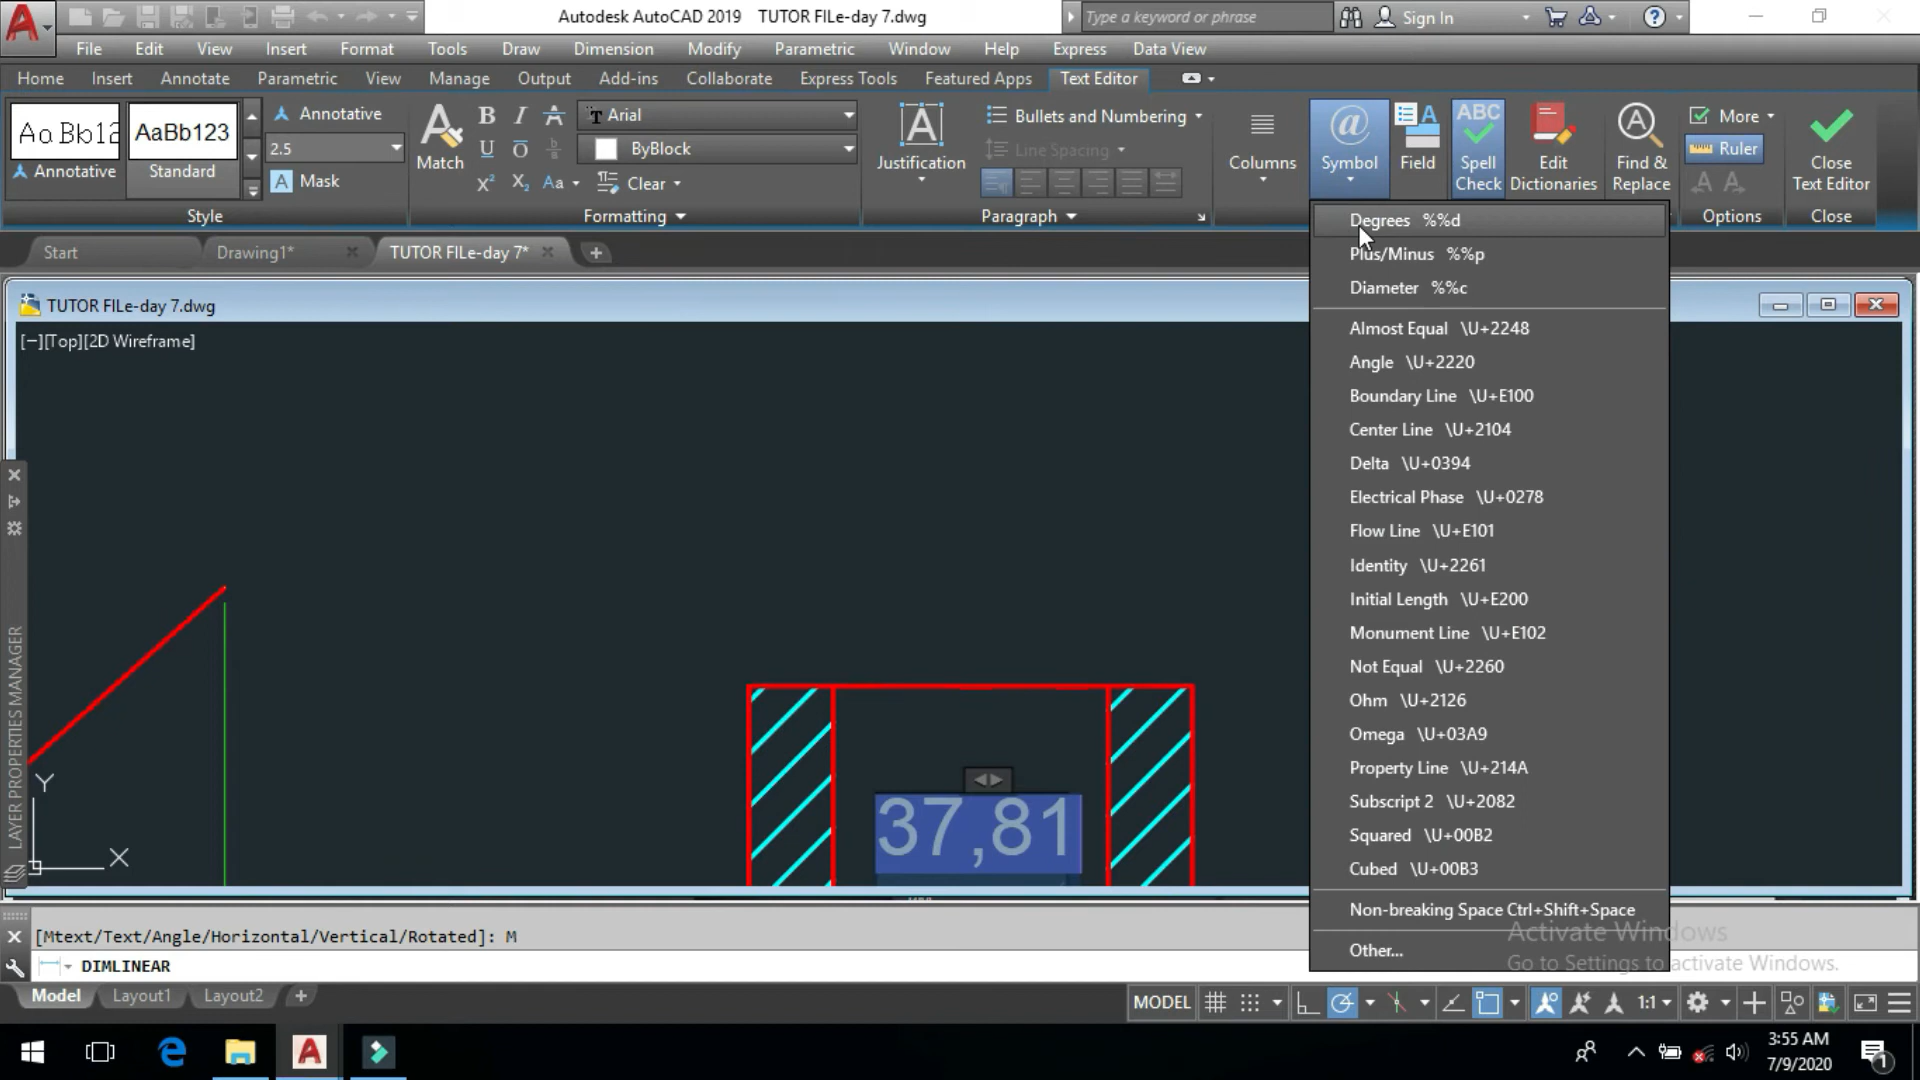 Autodesk AutoCAD 2019 TUTOR FILe-day 7.dwg
Type a keyword or phrase
Sign In
File Edit View Insert Format Tools Draw Dimension Modify Parametric Window Help Express Data View
Home Insert Annotate Parametric View Manage Output Add-ins Collaborate Express Tools Featured Apps Text Editor
AaBb12
AaBb123
Annotative
Standard
Annotative
2.5
Mask
Style
Match
Arial
ByBlock
Clear
Formatting
Justification
Bullets and Numbering
Line Spacing
Paragraph
Columns
Symbol
Field
ABC
Spell
Check
Edit
Dictionaries
Find &
Replace
More
Ruler
Options
Close
Text Editor
Close
Start
Drawing1*
TUTOR FILe-day 7*
TUTOR FILe-day 7.dwg
[−][Top][2D Wireframe]
Degrees %%d
Plus/Minus %%p
Diameter %%c
Almost Equal \U+2248
Angle \U+2220
Boundary Line \U+E100
Center Line \U+2104
Delta \U+0394
Electrical Phase \U+0278
Flow Line \U+E101
Identity \U+2261
Initial Length \U+E200
Monument Line \U+E102
Not Equal \U+2260
Ohm \U+2126
Omega \U+03A9
Property Line \U+214A
Subscript 2 \U+2082
Squared \U+00B2
Cubed \U+00B3
Non-breaking Space Ctrl+Shift+Space
Other...
LAYER PROPERTIES MANAGER
Y
X
37,81
[Mtext/Text/Angle/Horizontal/Vertical/Rotated]: M
DIMLINEAR
Activate Windows
Go to Settings to activate Windows.
Model Layout1 Layout2
MODEL
1:1
3:55 AM
7/9/2020
1